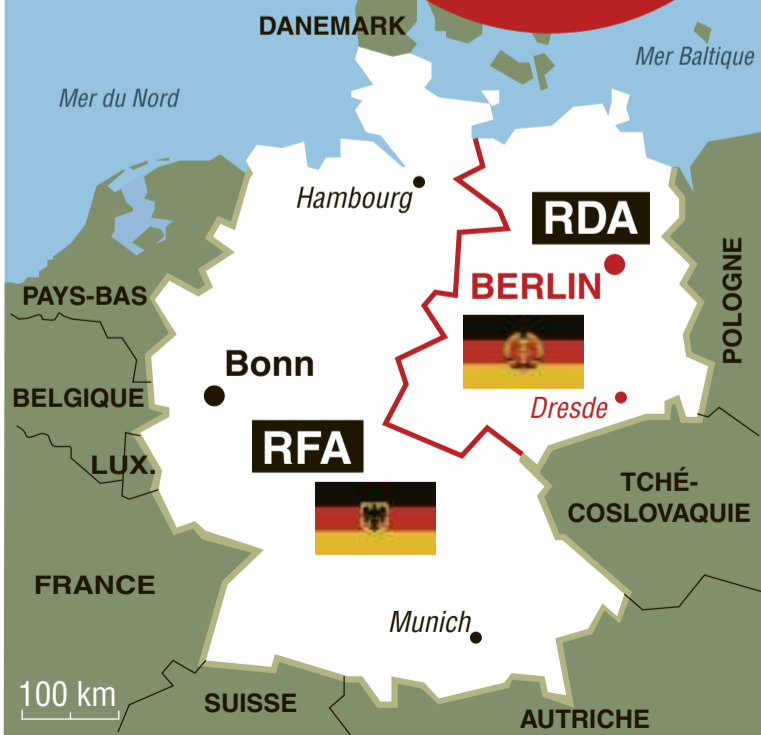 DANEMARK
Mer Baltique
Mer du Nord
Hambourg
RDA
BERLIN
POLOGNE
PAYS-BAS
Bonn
BELGIQUE
Dresde
RFA
LUX.
TCHÉ-
COSLOVAQUIE
FRANCE
Munich
100 km
SUISSE
AUTRICHE